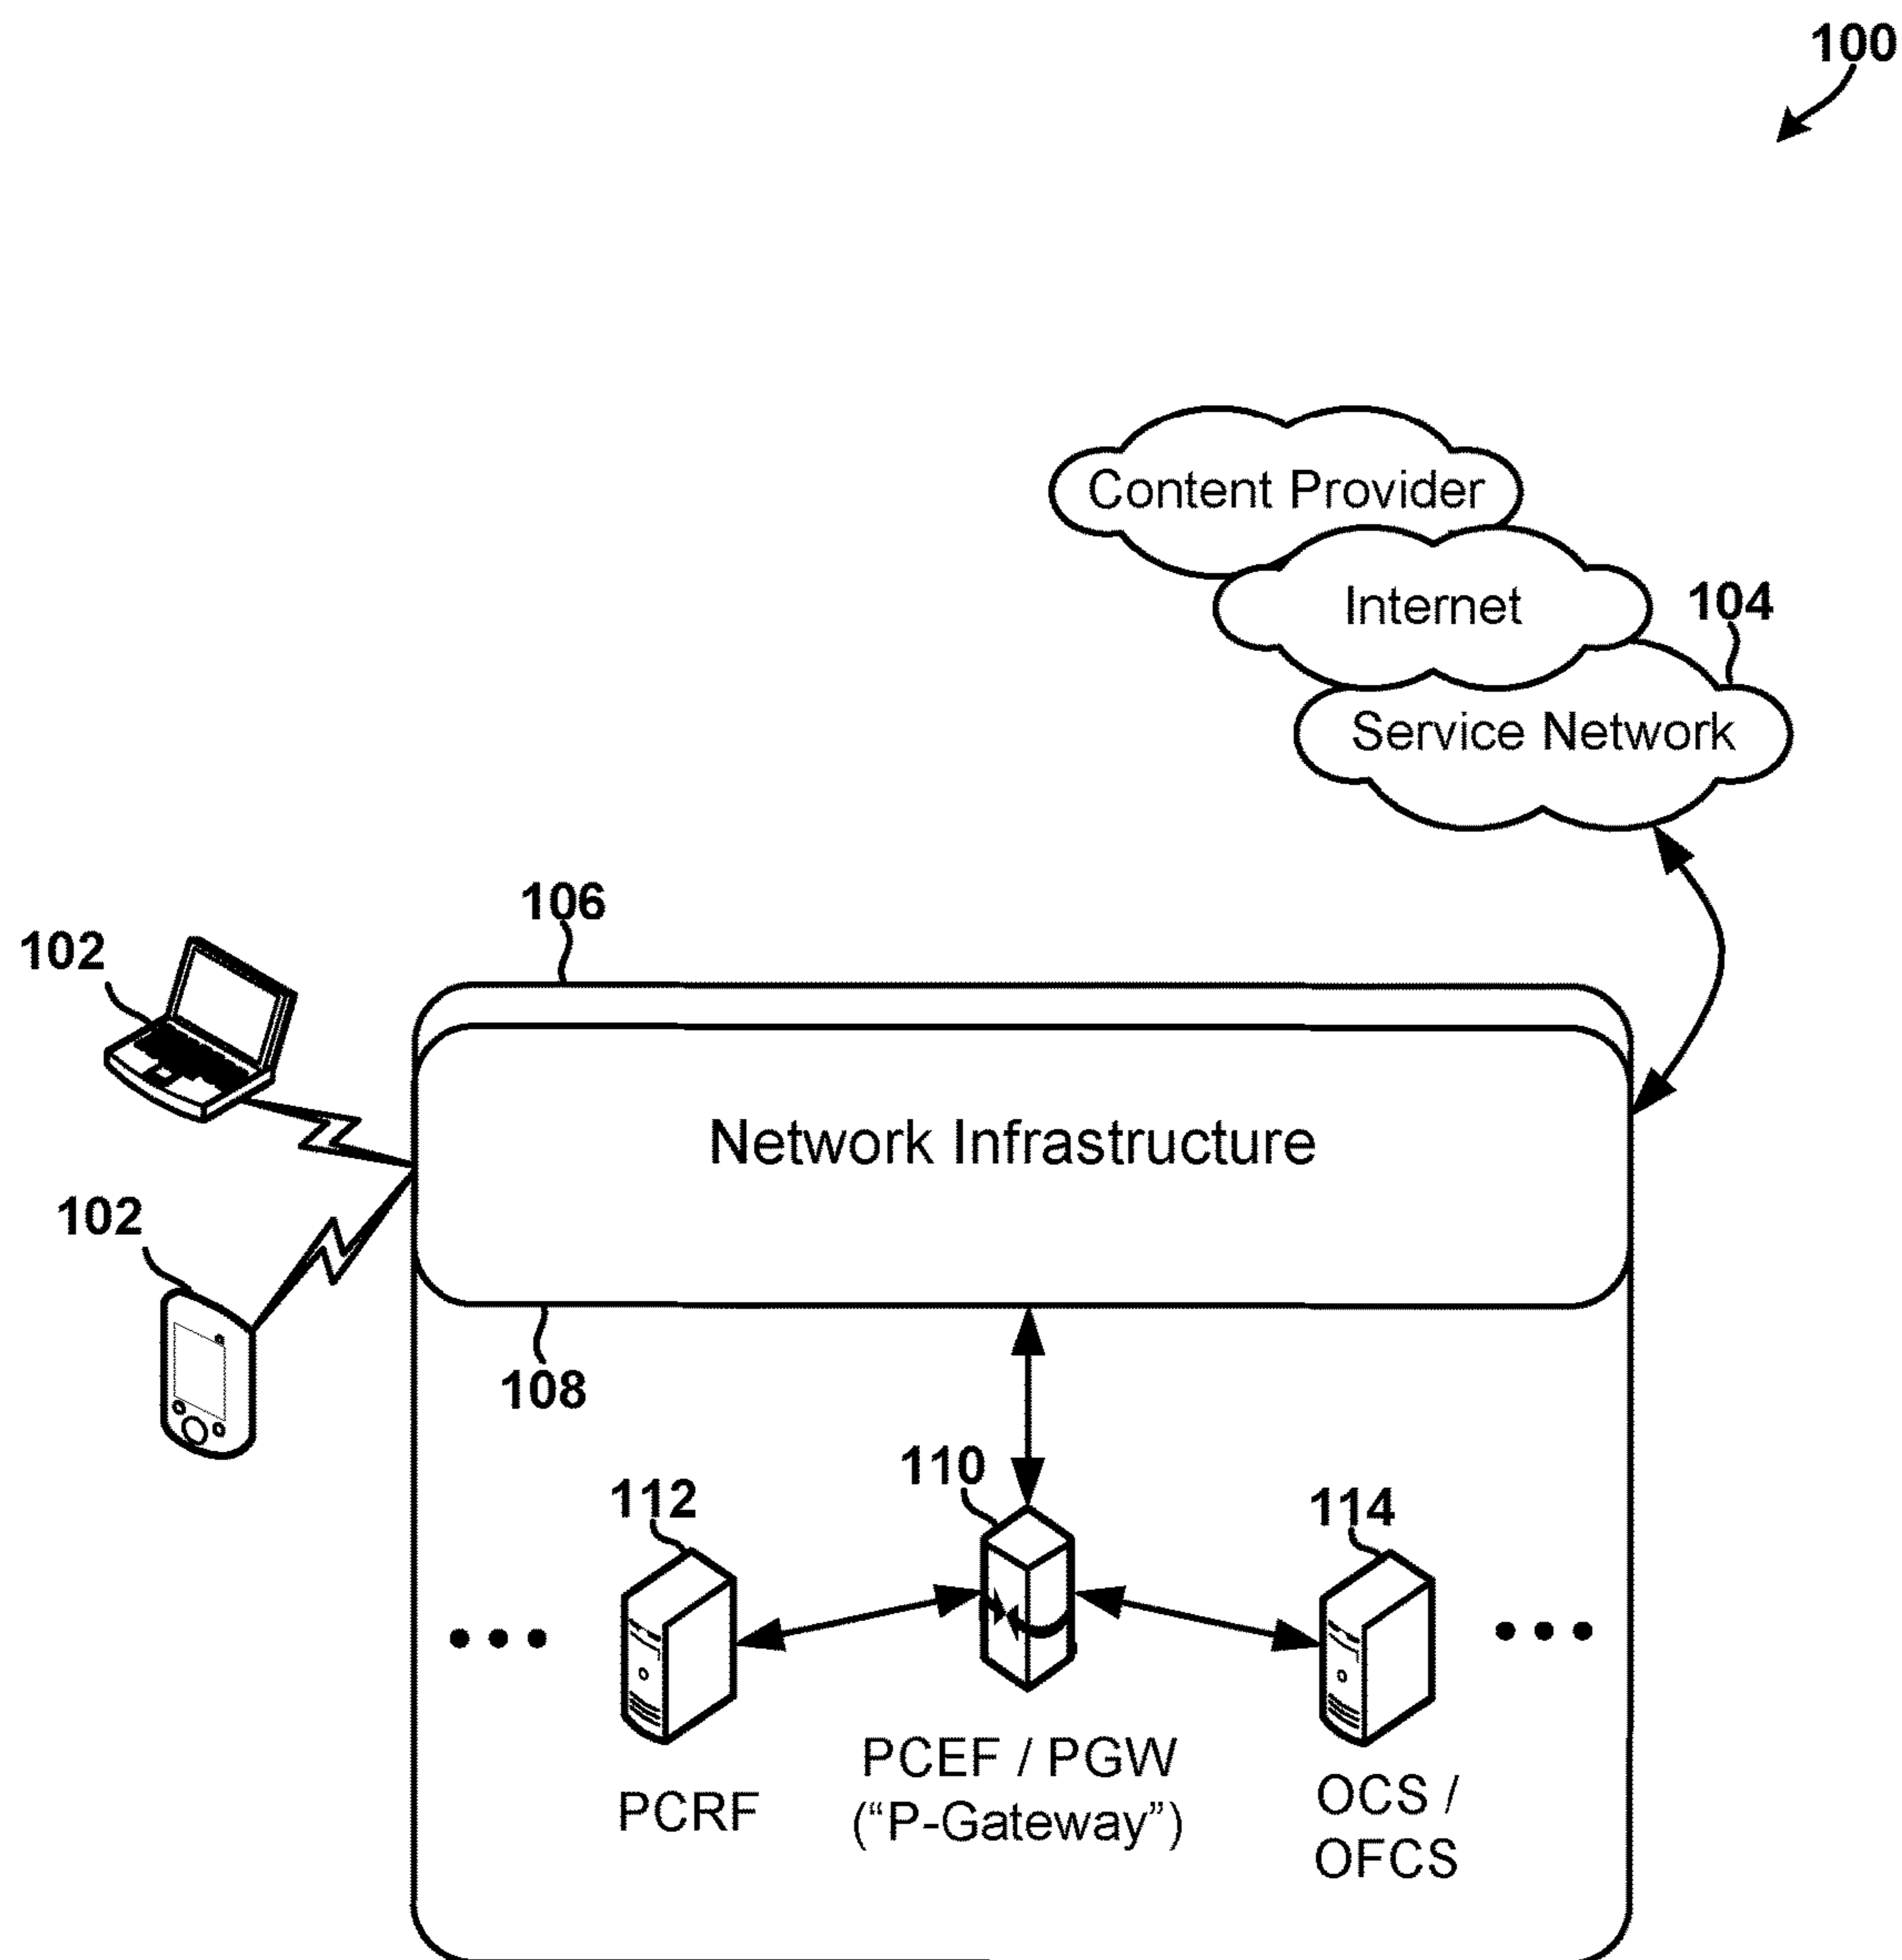 100
Content Provider
Internet
104
Service Network
106
102
Network Infrastructure
102
108
110
112
114
PCEF / PGW
("P-Gateway")
PCRF
OCS /
OFCS